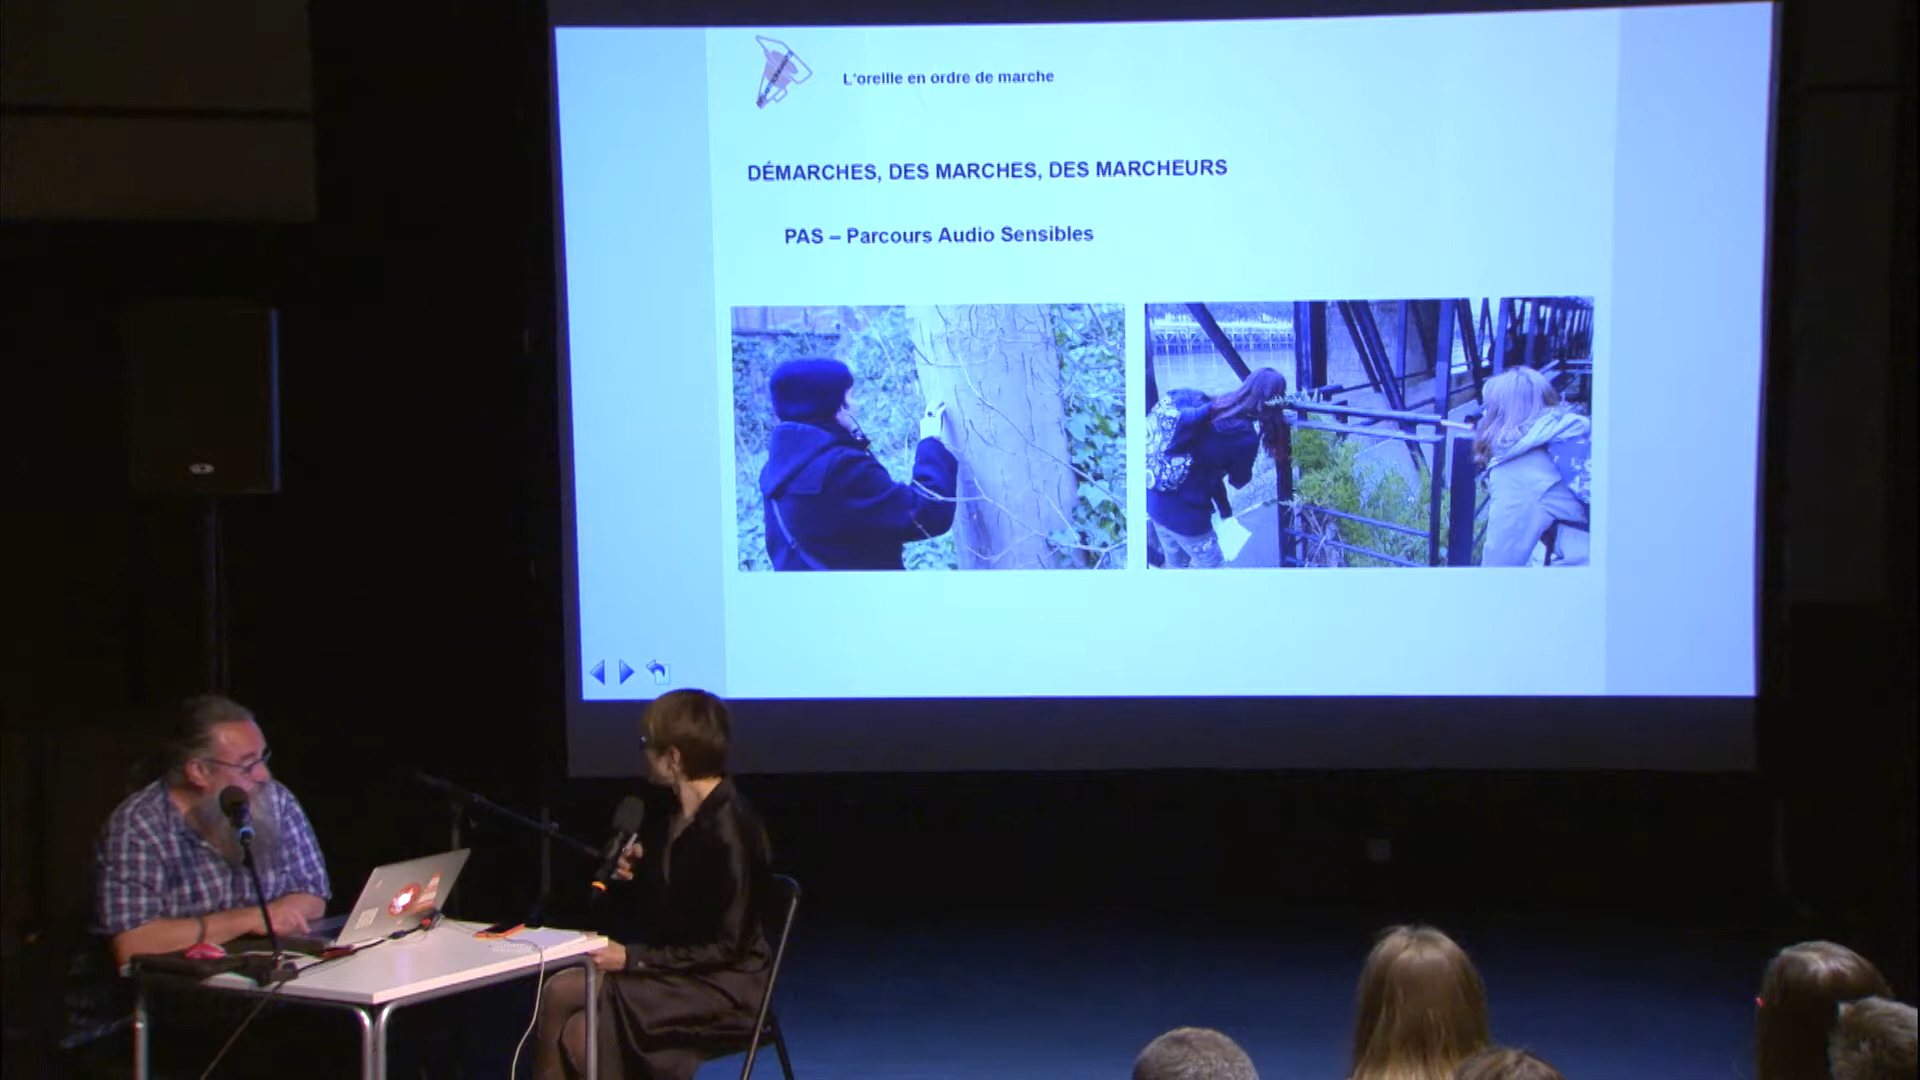 L'oreille en ordre de marche
DÉMARCHES, DES MARCHES, DES MARCHEURS
PAS – Parcours Audio Sensibles